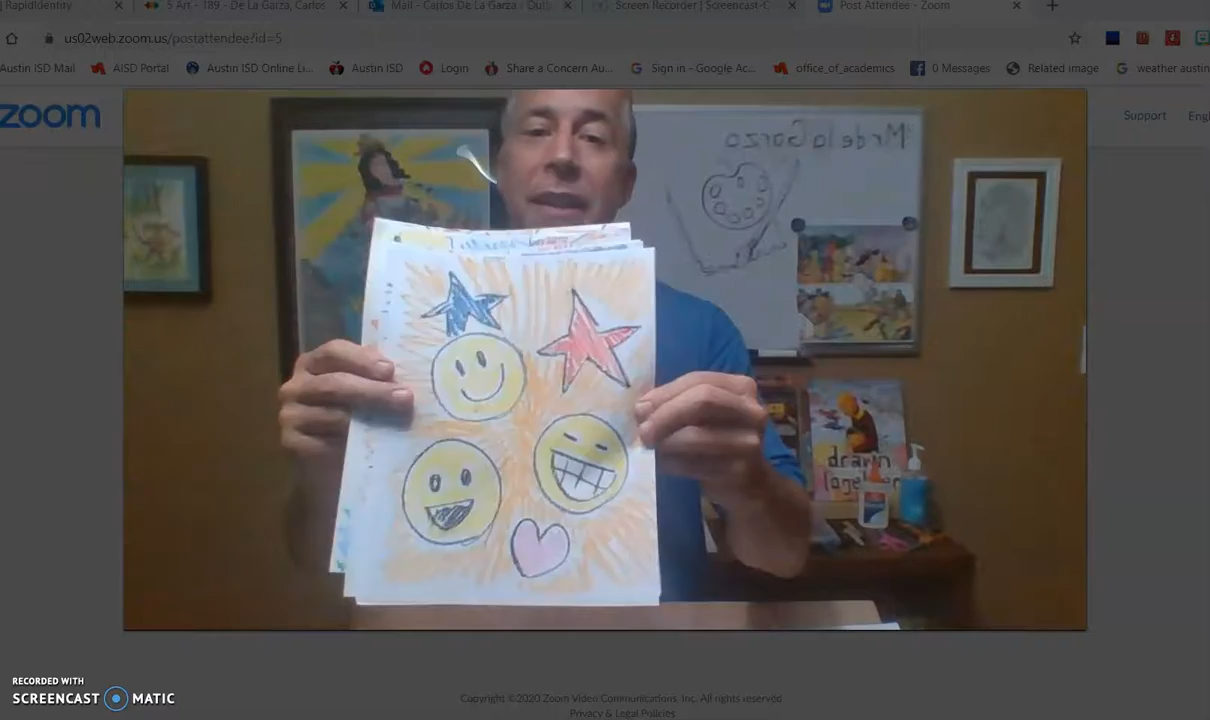 RapidIdentity
5 Art - 189. - De La Garza, Carlos
Mail - Carlos De La Garza - Outl
Screen Recorder | Screencast-O
Post Attendee - Zoom
us02web.zoom.us/postattendee?id=5
Austin ISD Mail
AISD Portal
Austin ISD Online Li...
Austin ISD
Login
Share a Concern Au...
Sign in - Google Ac...
office_of_academics
0 Messages
Related image
weather austin
zoom
Support
Engl
Mr de la Garza
drawn
together
RECORDED WITH
SCREENCAST MATIC
Copyright ©2020 Zoom Video Communications, Inc. All rights reserved
Privacy & Legal Policies